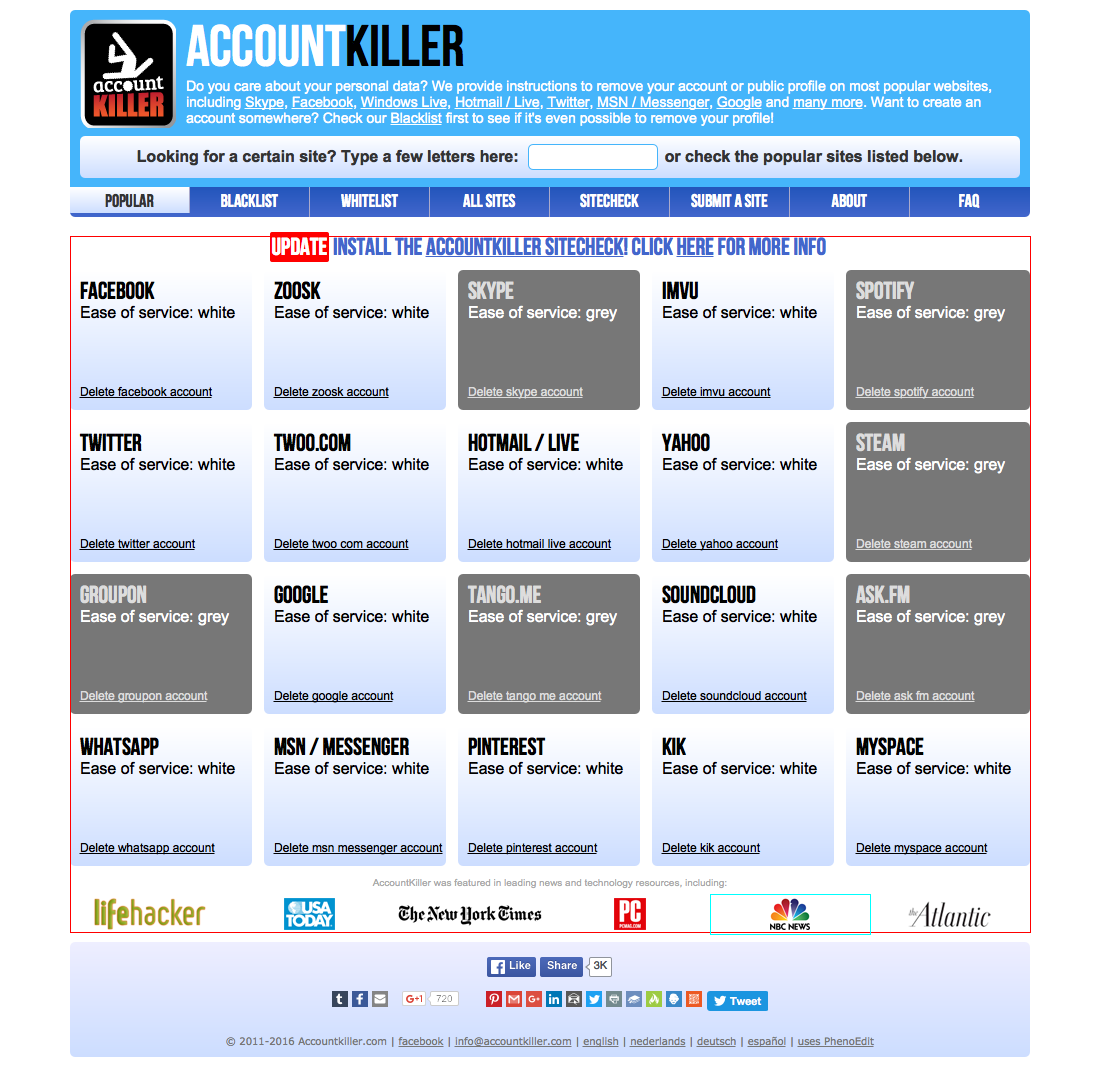 account
KILLER
ACCOUNTKILLER
Do you care about your personal data? We provide instructions to remove your account or public profile on most popular websites,
including Skype, Facebook, Windows Live, Hotmail / Live, Twitter, MSN / Messenger, Google and many more. Want to create an
account somewhere? Check our Blacklist first to see if it's even possible to remove your profile!
Looking for a certain site? Type a few letters here: or check the popular sites listed below.
POPULAR BLACKLIST WHITELIST ALL SITES SITECHECK SUBMIT A SITE ABOUT FAQ
UPDATE INSTALL THE ACCOUNTKILLER SITECHECK! CLICK HERE FOR MORE INFO
FACEBOOK ZOOSK SKYPE IMVU SPOTIFY
Ease of service: white Ease of service: white Ease of service: grey Ease of service: white Ease of service: grey
Delete facebook account Delete zoosk account Delete skype account Delete imvu account Delete spotify account
TWITTER TWOO.COM HOTMAIL / LIVE YAHOO STEAM
Ease of service: white Ease of service: white Ease of service: white Ease of service: white Ease of service: grey
Delete twitter account Delete twoo com account Delete hotmail live account Delete yahoo account Delete steam account
GROUPON GOOGLE TANGO.ME SOUNDCLOUD ASK.FM
Ease of service: grey Ease of service: white Ease of service: grey Ease of service: white Ease of service: grey
Delete groupon account Delete google account Delete tango me account Delete soundcloud account Delete ask fm account
WHATSAPP MSN / MESSENGER PINTEREST KIK MYSPACE
Ease of service: white Ease of service: white Ease of service: white Ease of service: white Ease of service: white
Delete whatsapp account Delete msn messenger account Delete pinterest account Delete kik account Delete myspace account
AccountKiller was featured in leading news and technology resources, including:
lifehacker USA TODAY The New York Times PC PCMAG.COM NBC NEWS the Atlantic
Like Share 3K
G+1 720 Tweet
© 2011-2016 Accountkiller.com | facebook | info@accountkiller.com | english | nederlands | deutsch | español | uses PhenoEdit